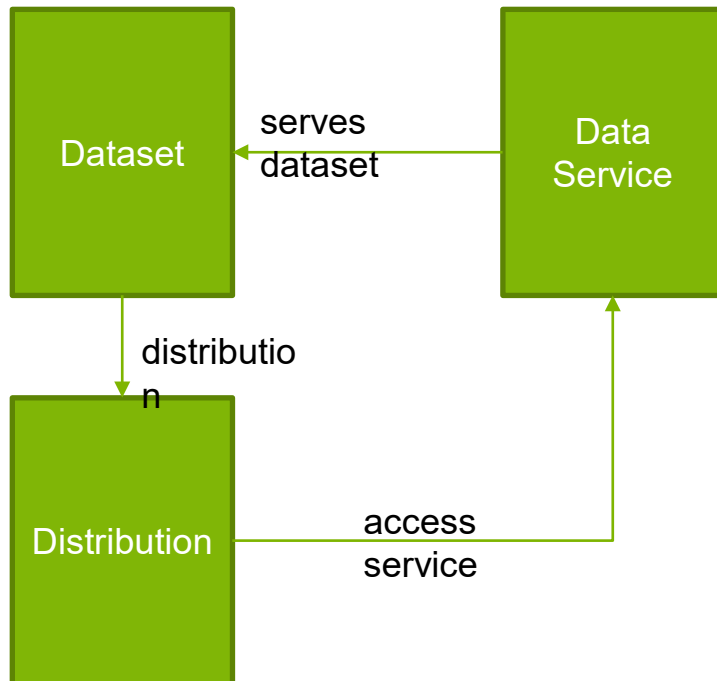 Dataset
serves
dataset
Data
Service
distributio
n
Distribution
access
service